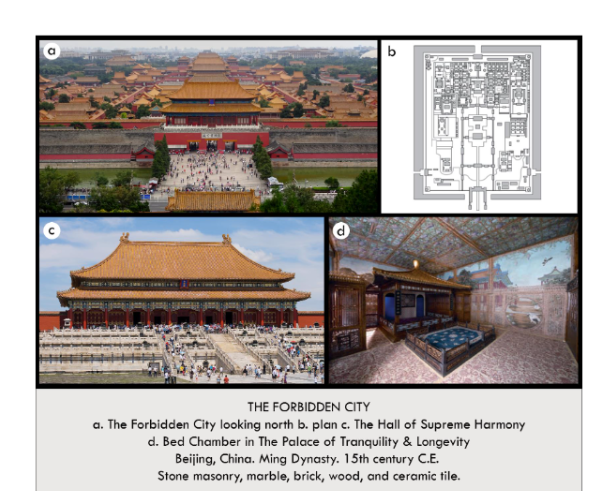 a
b
c
d
THE FORBIDDEN CITY
a. The Forbidden City looking north b. plan c. The Hall of Supreme Harmony
d. Bed Chamber in The Palace of Tranquility & Longevity
Beijing, China. Ming Dynasty. 15th century C.E.
Stone masonry, marble, brick, wood, and ceramic tile.